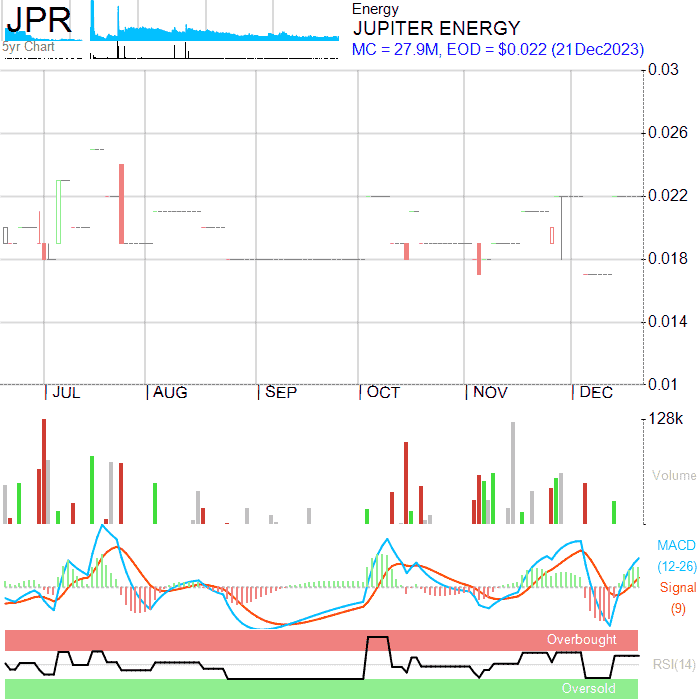 JPR
5yr Chart
Energy
JUPITER ENERGY
MC = 27.9M, EOD = $0.022 (21Dec2023)
0.03
0.026
0.022
0.018
0.014
0.01
JUL AUG SEP OCT NOV DEC
128k
Volume
MACD
(12-26)
Signal
(9)
Overbought
RSI(14)
Oversold